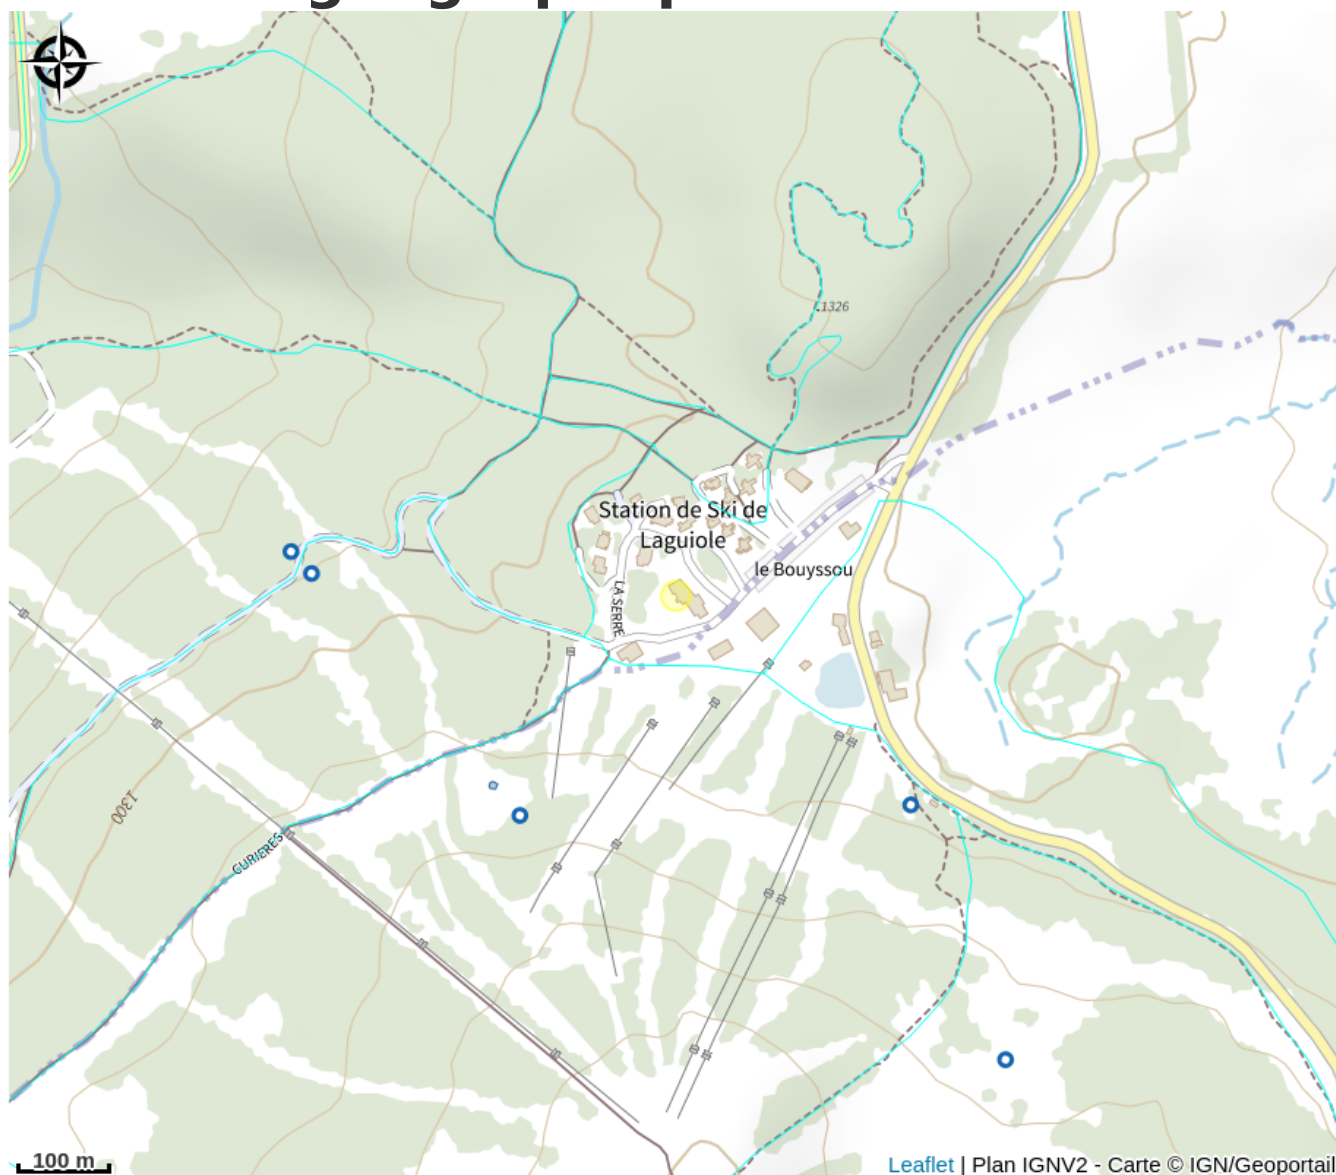 1326
Station de Ski de
Laguiole
le Bouyssou
LA SERRE
1300
CURIERES
100 m
Leaflet | Plan IGNV2 - Carte © IGN/Geoportail